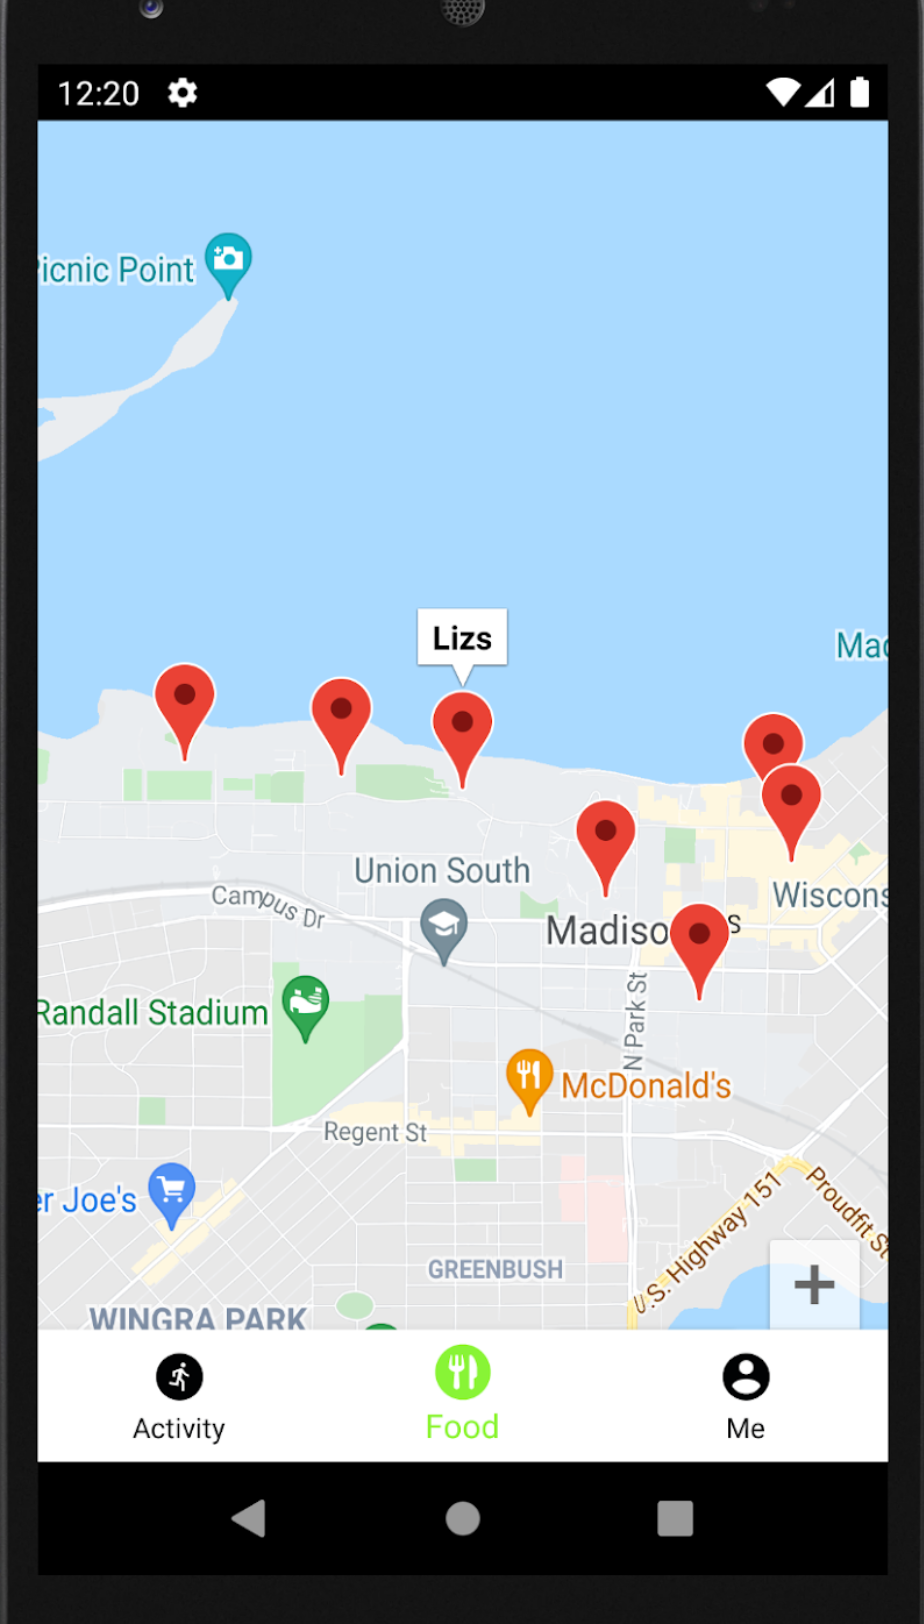 12:20
icnic Point
Lizs
Mad
Union South
Campus Dr
Wiscons
Madiso
s
Randall Stadium
N Park St
McDonald's
Regent St
er Joe's
U.S. Highway 151
Proudfit St
GREENBUSH
+
WINGRA PARK
Activity
Food
Me